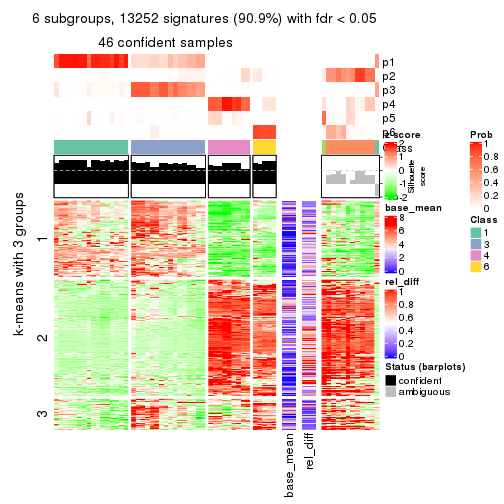 6 subgroups, 13252 signatures (90.9%) with fdr < 0.05
46 confident samples
p1
p2
p3
p4
p5
p6
Class
z-score
2
1
0
-1
-2
Silhouette
score
Prob
1
0.8
0.6
0.4
0.2
0
Class
1
3
4
6
base_mean
8
6
4
2
0
rel_diff
1
0.8
0.6
0.4
0.2
0
Status (barplots)
confident
ambiguous
k-means with 3 groups
1
2
3
base_mean
rel_diff